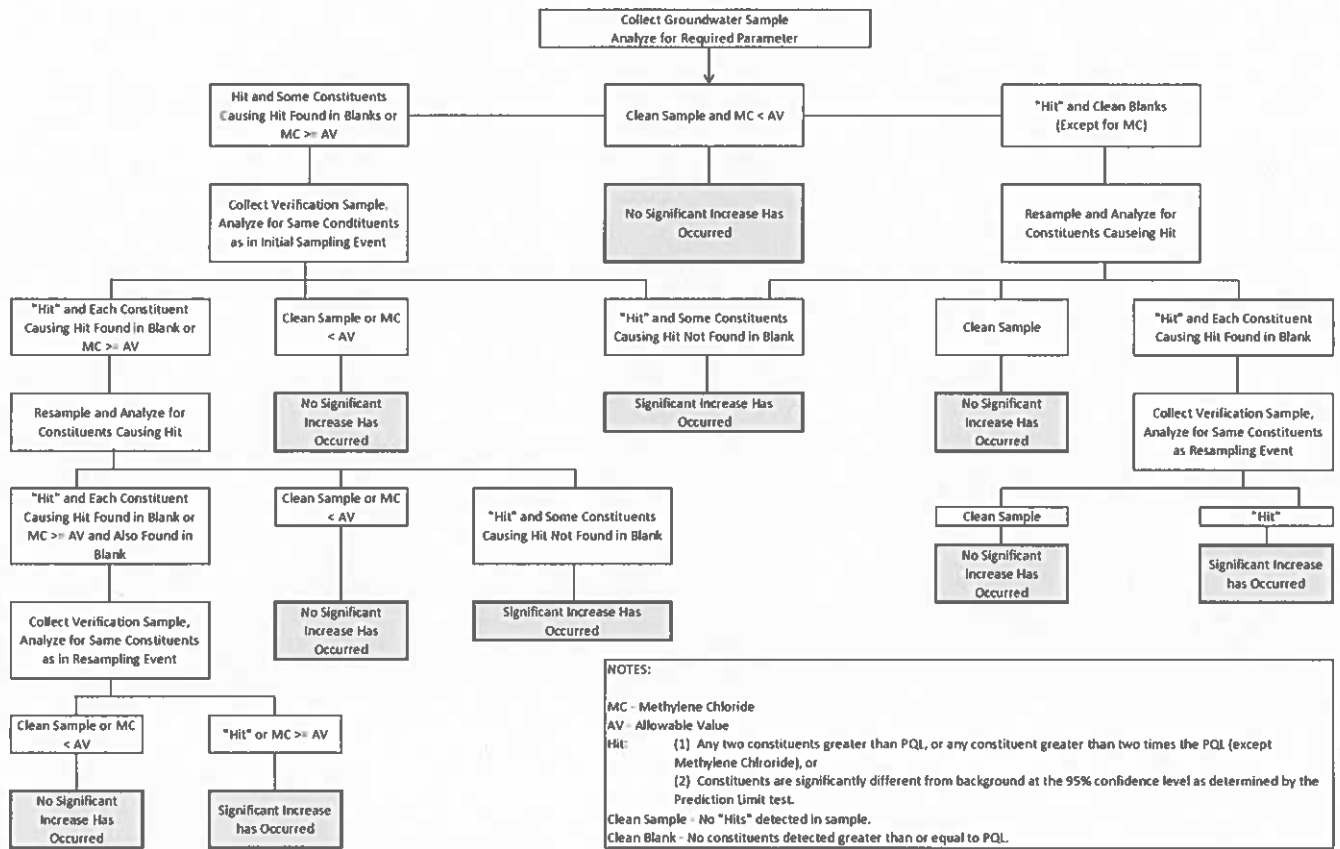 Collect Groundwater Sample
Analyze for Required Parameter
Hit and Some Constituents
Causing Hit Found in Blanks or
MC >= AV
Clean Sample and MC < AV
"Hit" and Clean Blanks
(Except for MC)
Collect Verification Sample,
Analyze for Same Condtituents
as in Initial Sampling Event
No Significant Increase Has
Occurred
Resample and Analyze for
Constituents Causeing Hit
"Hit" and Each Constituent
Causing Hit Found in Blank or
MC >= AV
Clean Sample or MC
< AV
"Hit" and Some Constituents
Causing Hit Not Found in Blank
Clean Sample
"Hit" and Each Constituent
Causing Hit Found in Blank
Resample and Analyze for
Constituents Causing Hit
No Significant
Increase Has
Occurred
Significant Increase Has
Occurred
No Significant
Increase Has
Occurred
Collect Verification Sample,
Analyze for Same Constituents
as Resampling Event
"Hit" and Each Constituent
Causing Hit Found in Blank or
MC >= AV and Also Found in
Blank
Clean Sample or MC
< AV
"Hit" and Some Constituents
Causing Hit Not Found in Blank
Clean Sample
"Hit"
No Significant
Increase Has
Occurred
Significant Increase
has Occurred
Collect Verification Sample,
Analyze for Same Constituents
as in Resampling Event
No Significant
Increase Has
Occurred
Significant Increase Has
Occurred
Clean Sample or MC
< AV
"Hit" or MC >= AV
No Significant
Increase Has
Occurred
Significant Increase
has Occurred
NOTES:
MC - Methylene Chloride
AV - Allowable Value
Hit: (1) Any two constituents greater than PQL, or any constituent greater than two times the PQL (except
Methylene Chlroride), or
(2) Constituents are significantly different from background at the 95% confidence level as determined by the
Prediction Limit test.
Clean Sample - No "Hits" detected in sample.
Clean Blank - No constituents detected greater than or equal to PQL.